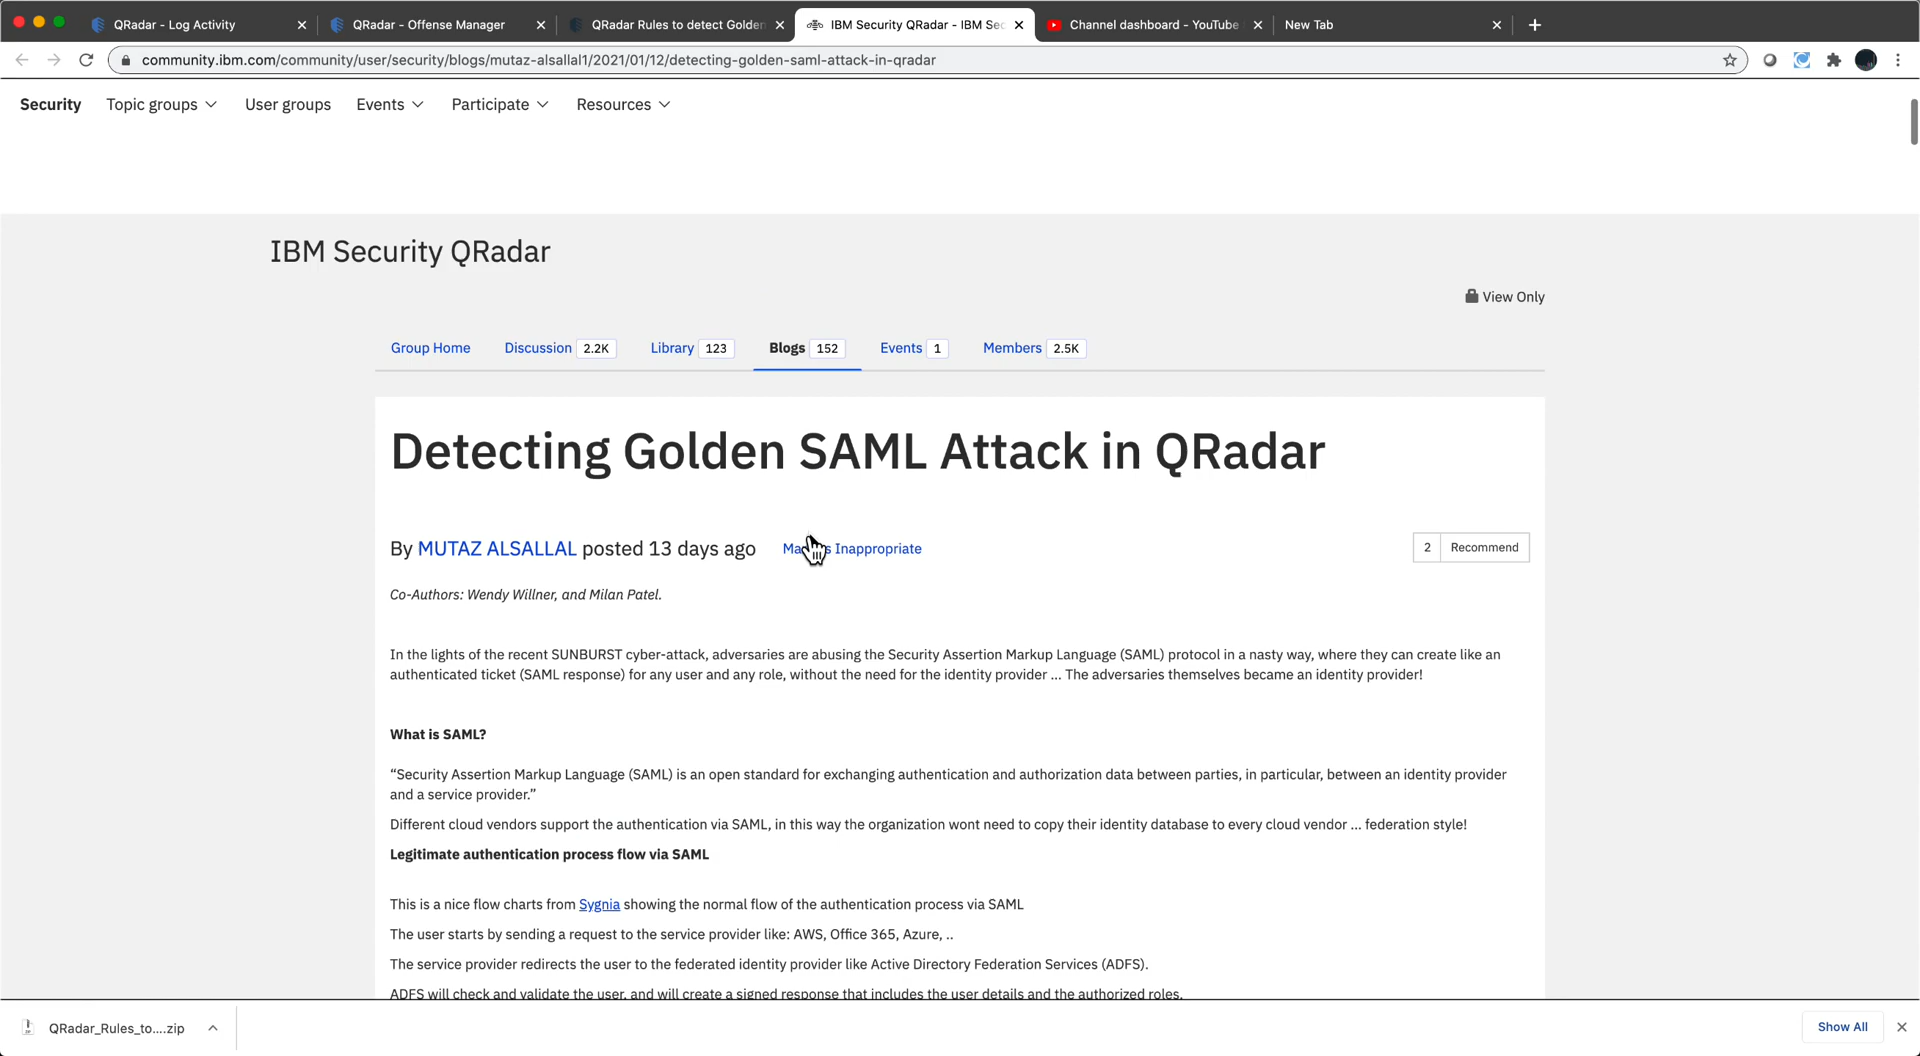 QRadar - Log Activity
QRadar - Offense Manager
QRadar Rules to detect Golden
IBM Security QRadar - IBM Sec
Channel dashboard - YouTube
New Tab
community.ibm.com/community/user/security/blogs/mutaz-alsallal1/2021/01/12/detecting-golden-saml-attack-in-qradar
Security Topic groups User groups Events Participate Resources
IBM Security QRadar
View Only
Group Home Discussion 2.2K Library 123 Blogs 152 Events 1 Members 2.5K
Detecting Golden SAML Attack in QRadar
By MUTAZ ALSALLAL posted 13 days ago Inappropriate 2 Recommend
Co-Authors: Wendy Willner, and Milan Patel.
In the lights of the recent SUNBURST cyber-attack, adversaries are abusing the Security Assertion Markup Language (SAML) protocol in a nasty way, where they can create like an
authenticated ticket (SAML response) for any user and any role, without the need for the identity provider ... The adversaries themselves became an identity provider!
What is SAML?
“Security Assertion Markup Language (SAML) is an open standard for exchanging authentication and authorization data between parties, in particular, between an identity provider
and a service provider.”
Different cloud vendors support the authentication via SAML, in this way the organization wont need to copy their identity database to every cloud vendor ... federation style!
Legitimate authentication process flow via SAML
This is a nice flow charts from Sygnia showing the normal flow of the authentication process via SAML
The user starts by sending a request to the service provider like: AWS, Office 365, Azure, ..
The service provider redirects the user to the federated identity provider like Active Directory Federation Services (ADFS).
ADFS will check and validate the user, and will create a signed response that includes the user details and the authorized roles.
QRadar_Rules_to....zip
Show All